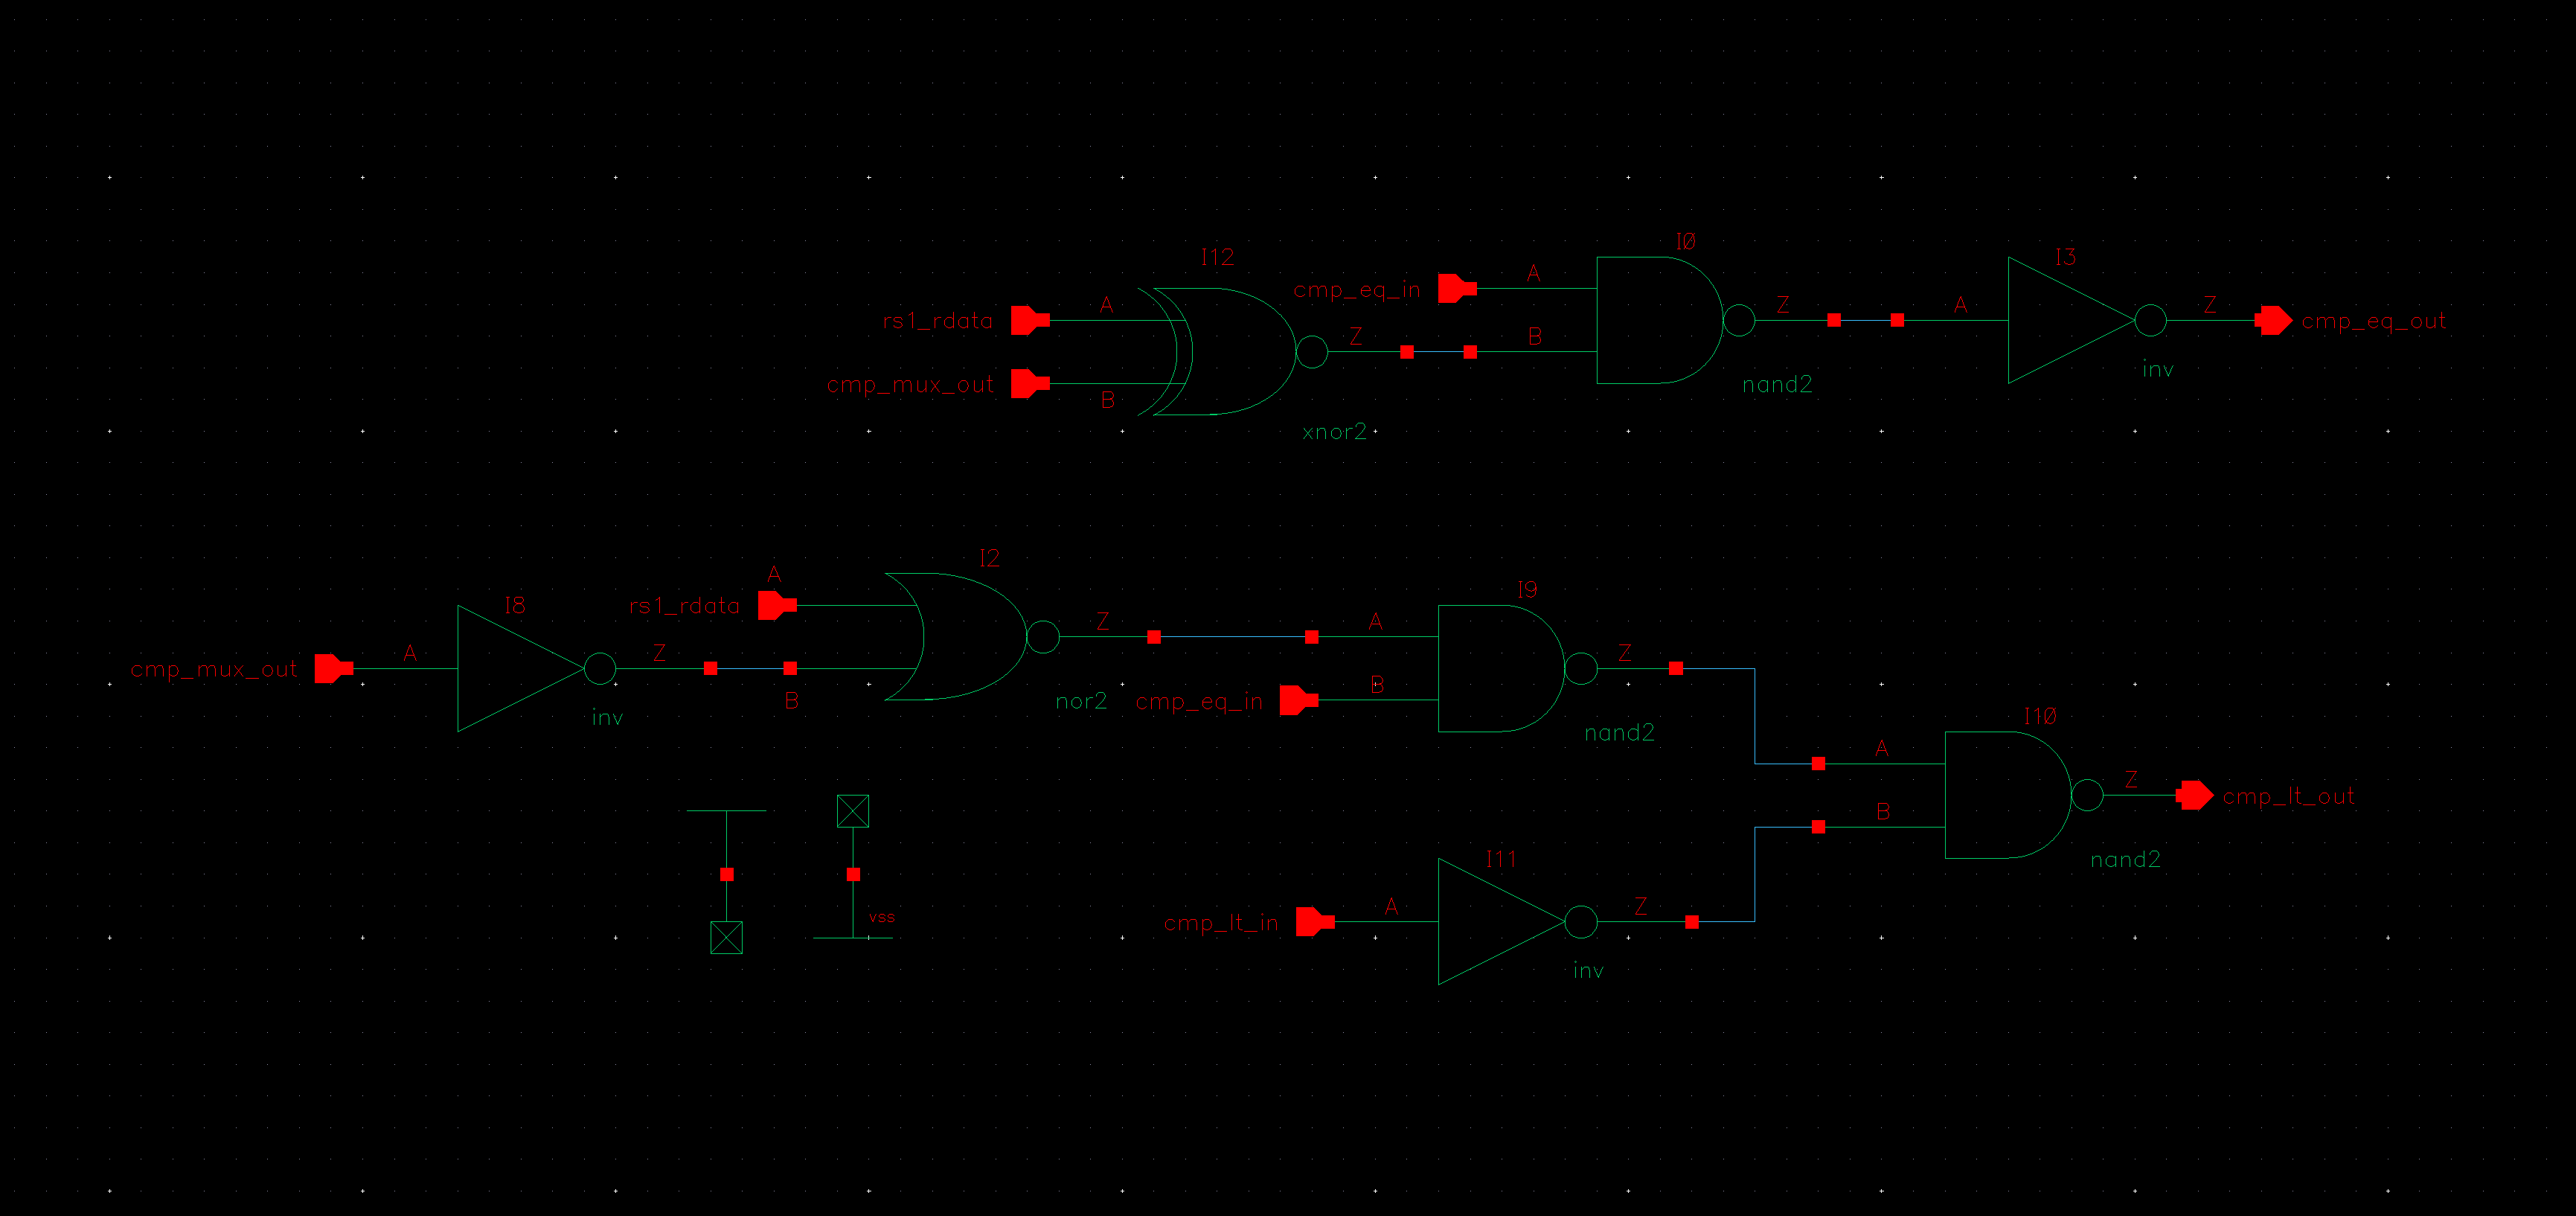 I12
rs1_rdata
A
cmp_mux_out
B
Z
xnor2
cmp_eq_in
A
B
I0
Z
nand2
A
I3
Z
inv
cmp_eq_out
cmp_mux_out
A
I8
Z
inv
rs1_rdata
A
B
I2
Z
nor2
A
cmp_eq_in
B
I9
Z
nand2
cmp_lt_in
A
I11
Z
inv
A
B
I10
Z
nand2
cmp_lt_out
vss